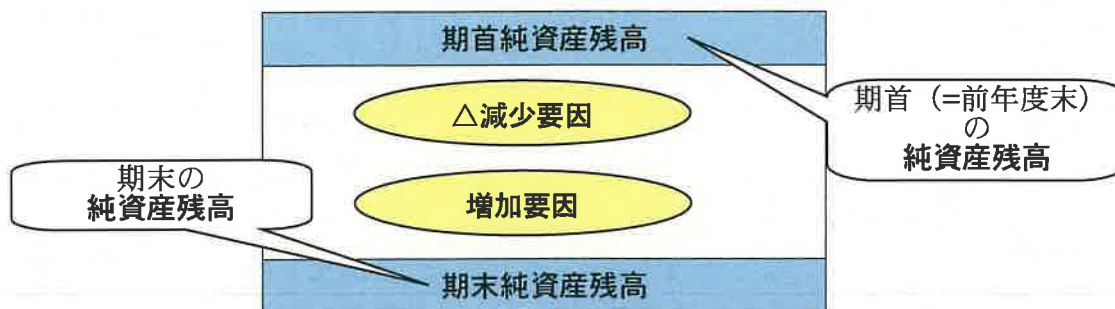 期首純資産残高
△減少要因
期首（=前年度末）
の
純資産残高
期末の
純資産残高
増加要因
期末純資産残高